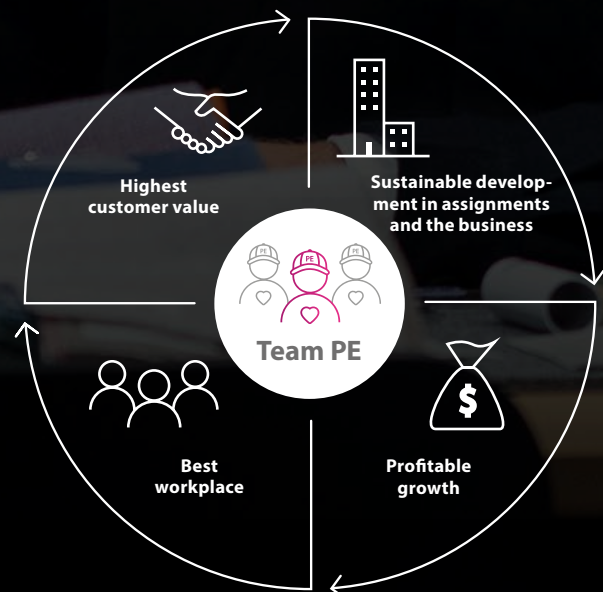 Highest
customer value
Sustainable develop-
ment in assignments
and the business
PE
PE
PE
Team PE
$
Best
workplace
Profitable
growth